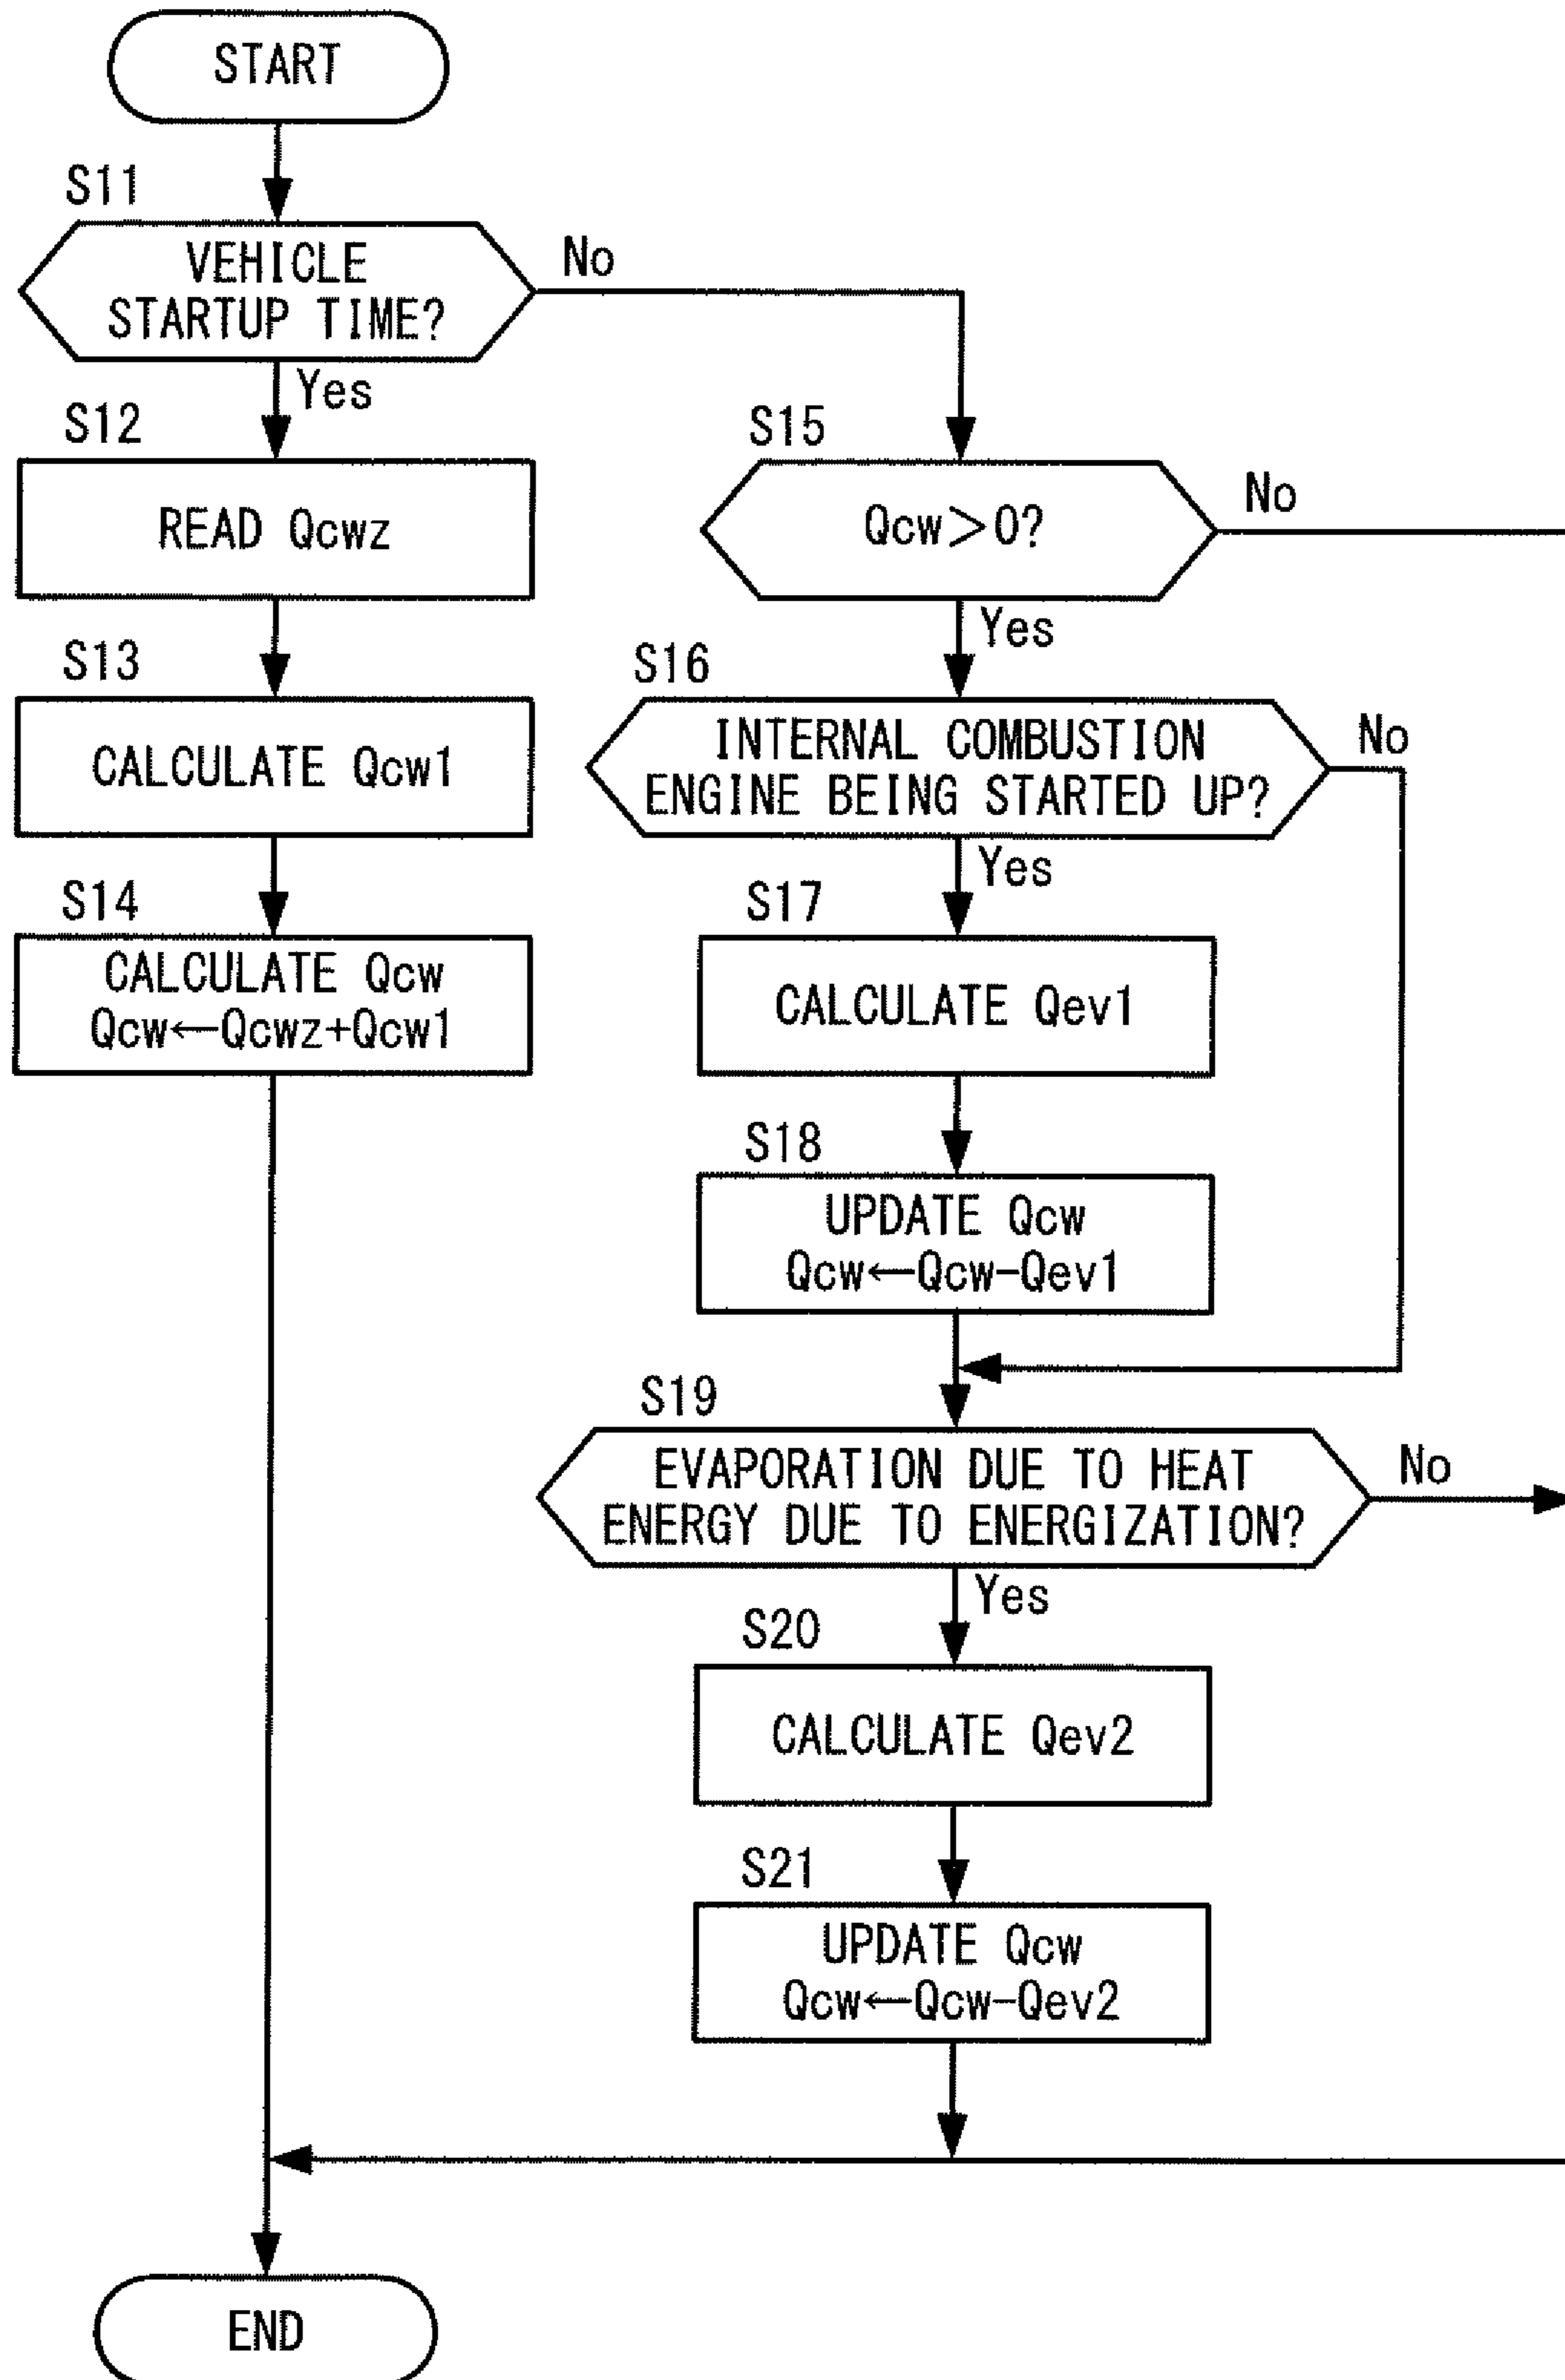 START
S11
VEHICLE
STARTUP TIME?
No
Yes
S12
READ Qcwz
S13
CALCULATE Qcw1
S14
CALCULATE Qcw
Qcw←Qcwz+Qcw1
S15
Qcw>0?
No
Yes
S16
INTERNAL COMBUSTION
ENGINE BEING STARTED UP?
No
Yes
S17
CALCULATE Qev1
S18
UPDATE Qcw
Qcw←Qcw-Qev1
S19
EVAPORATION DUE TO HEAT
ENERGY DUE TO ENERGIZATION?
No
Yes
S20
CALCULATE Qev2
S21
UPDATE Qcw
Qcw←Qcw-Qev2
END